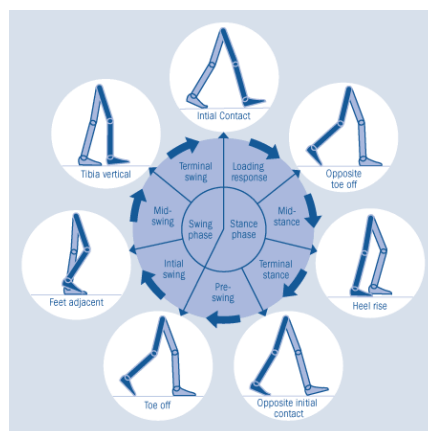 Intial Contact
Opposite
toe off
Heel rise
Opposite initial
contact
Toe off
Feet adjacent
Tibia vertical
Loading
response
Mid-
stance
Terminal
stance
Pre-
swing
Intial
swing
Mid-
swing
Terminal
swing
Swing
phase
Stance
phase